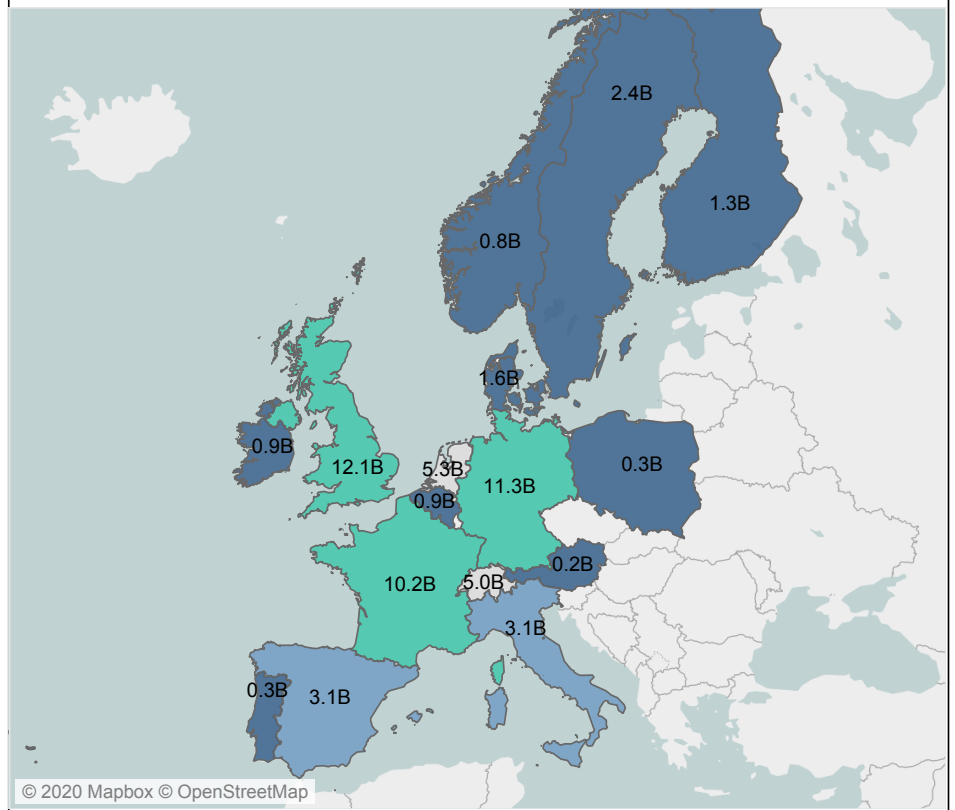 2.4B
1.3B
0.8B
1.6B
0.9B
12.1B
5.3B
11.3B
0.3B
0.9B
0.2B
10.2B
5.0B
3.1B
0.3B
3.1B
© 2020 Mapbox © OpenStreetMap